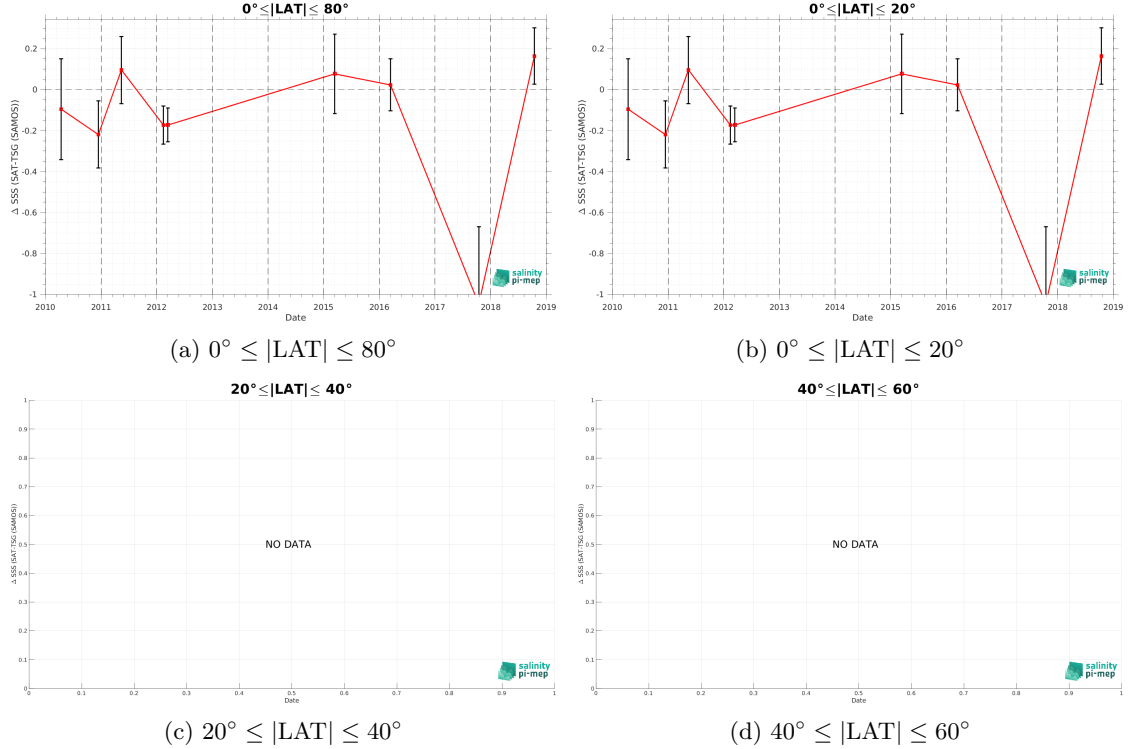 0°≤|LAT|≤ 80°
Δ SSS (SAT-TSG (SAMOS))
0.2
0
-0.2
-0.4
-0.6
-0.8
-1
2010 2011 2012 2013 2014 2015 2016 2017 2018 2019
Date
salinity
pi-mep
(a) 0° ≤ |LAT| ≤ 80°
0°≤|LAT|≤ 20°
Δ SSS (SAT-TSG (SAMOS))
0.2
0
-0.2
-0.4
-0.6
-0.8
-1
2010 2011 2012 2013 2014 2015 2016 2017 2018 2019
Date
salinity
pi-mep
(b) 0° ≤ |LAT| ≤ 20°
20°≤|LAT|≤ 40°
Δ SSS (SAT-TSG (SAMOS))
1
0.9
0.8
0.7
0.6
0.5
0.4
0.3
0.2
0.1
0
NO DATA
0 0.1 0.2 0.3 0.4 0.5 0.6 0.7 0.8 0.9 1
Date
salinity
pi-mep
(c) 20° ≤ |LAT| ≤ 40°
40°≤|LAT|≤ 60°
Δ SSS (SAT-TSG (SAMOS))
1
0.9
0.8
0.7
0.6
0.5
0.4
0.3
0.2
0.1
0
NO DATA
0 0.1 0.2 0.3 0.4 0.5 0.6 0.7 0.8 0.9 1
Date
salinity
pi-mep
(d) 40° ≤ |LAT| ≤ 60°